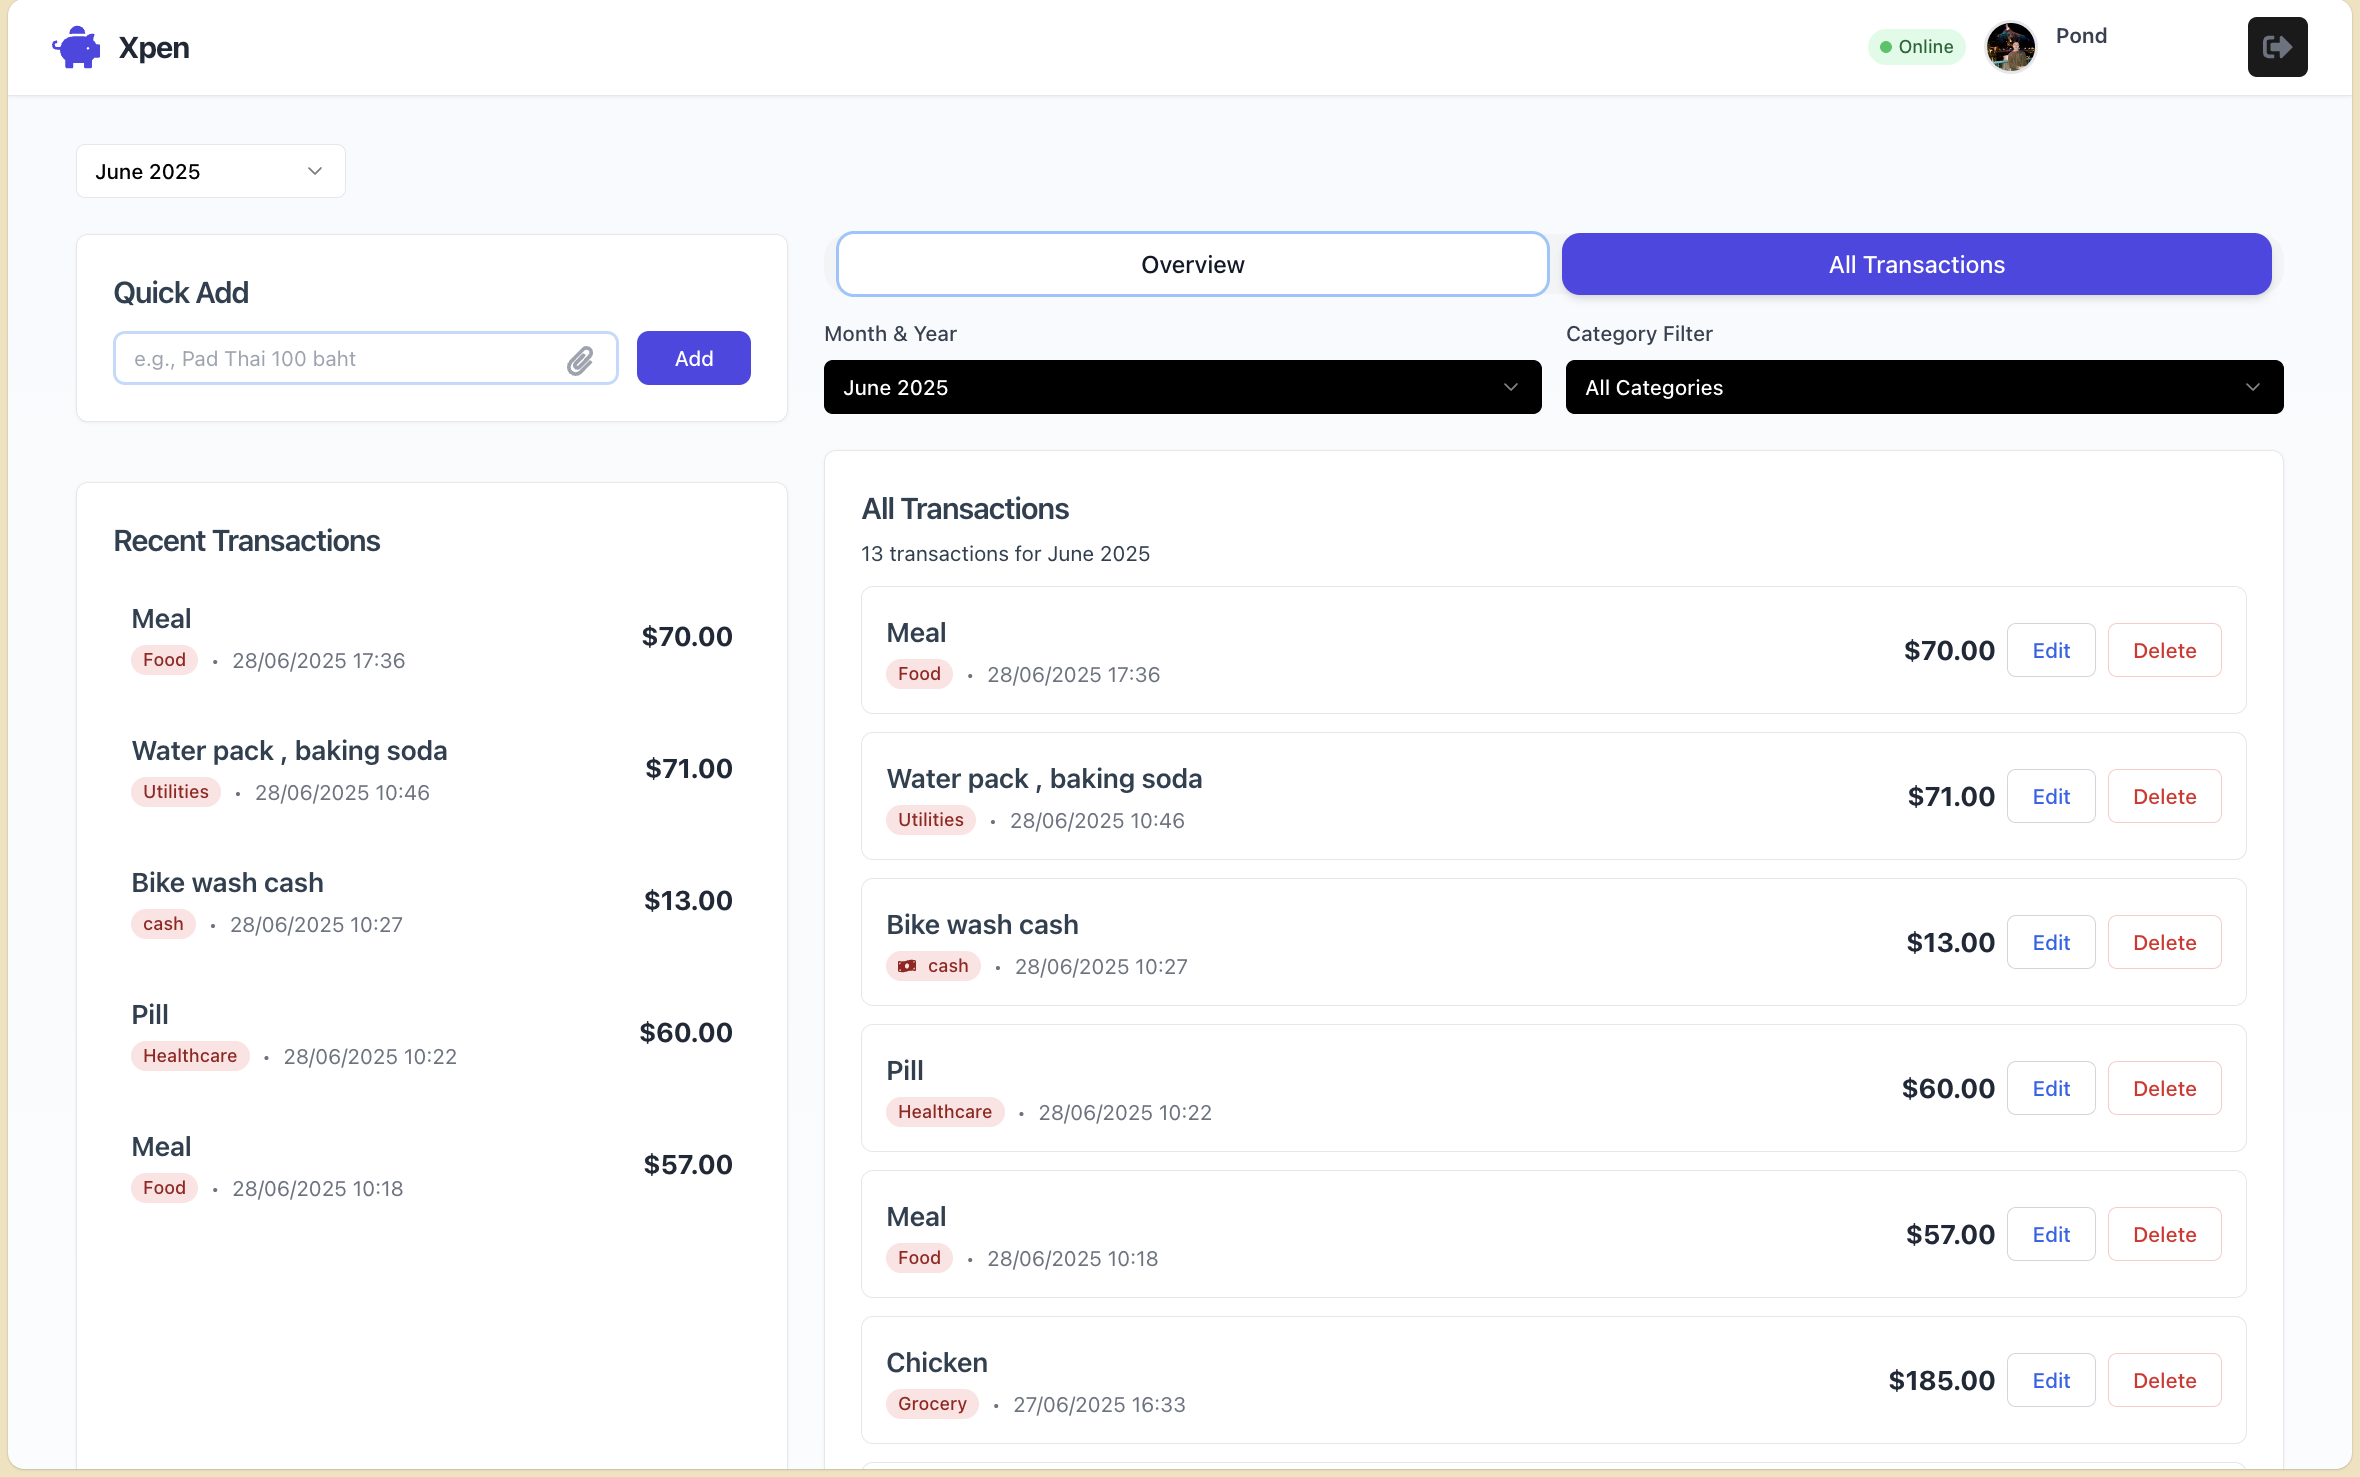 Xpen
Online
Pond
June 2025
Quick Add
e.g., Pad Thai 100 baht
Add
Recent Transactions
Meal
$70.00
Food • 28/06/2025 17:36
Water pack , baking soda
$71.00
Utilities • 28/06/2025 10:46
Bike wash cash
$13.00
cash • 28/06/2025 10:27
Pill
$60.00
Healthcare • 28/06/2025 10:22
Meal
$57.00
Food • 28/06/2025 10:18
Overview
All Transactions
Month & Year
Category Filter
June 2025
All Categories
All Transactions
13 transactions for June 2025
Meal
$70.00 Edit Delete
Food • 28/06/2025 17:36
Water pack , baking soda
$71.00 Edit Delete
Utilities • 28/06/2025 10:46
Bike wash cash
$13.00 Edit Delete
cash • 28/06/2025 10:27
Pill
$60.00 Edit Delete
Healthcare • 28/06/2025 10:22
Meal
$57.00 Edit Delete
Food • 28/06/2025 10:18
Chicken
$185.00 Edit Delete
Grocery • 27/06/2025 16:33